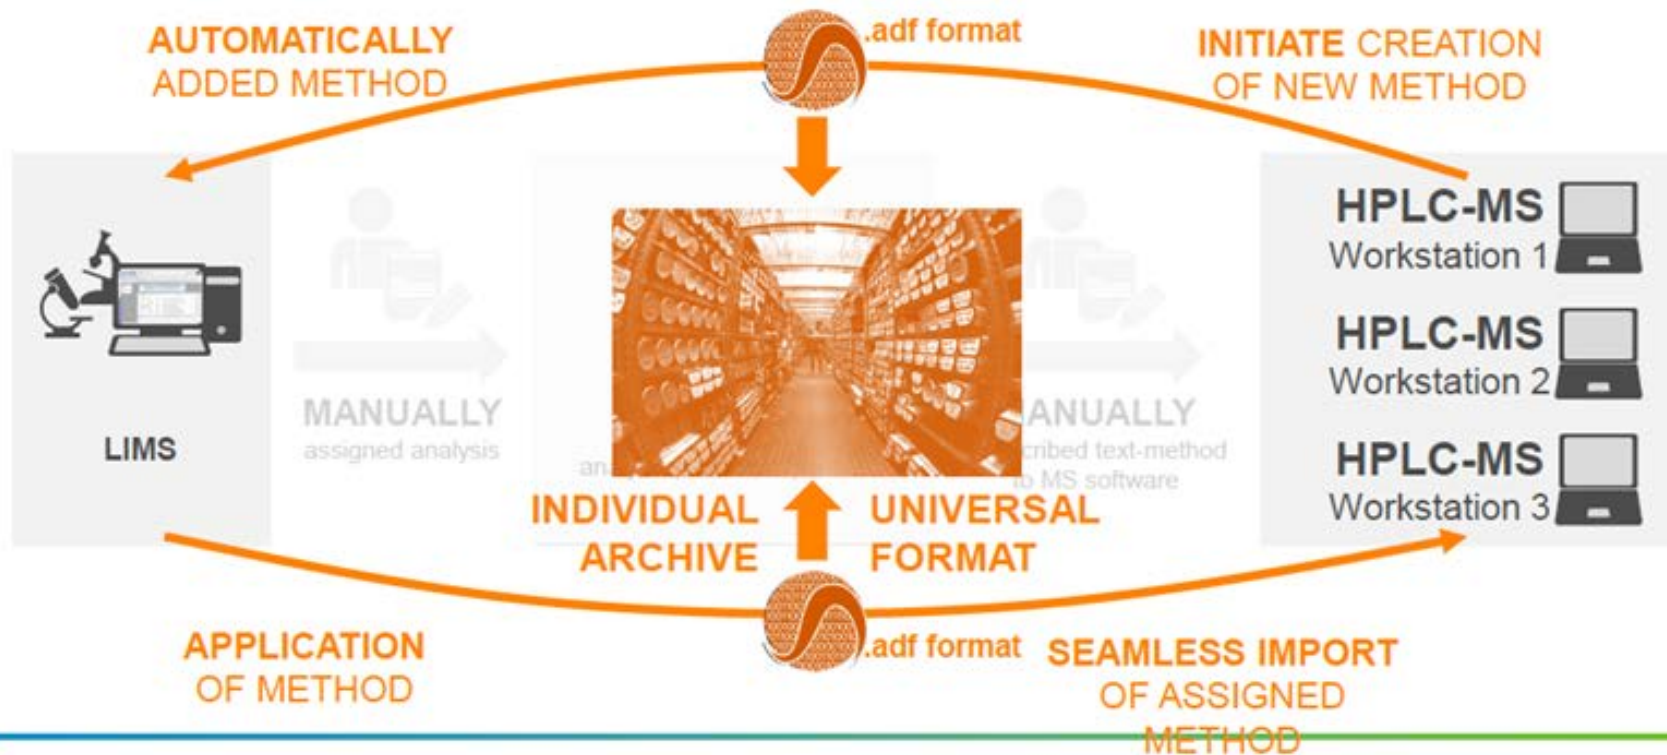 AUTOMATICALLY
ADDED METHOD
.adf format
INITIATE CREATION
OF NEW METHOD
HPLC-MS
Workstation 1
HPLC-MS
Workstation 2
HPLC-MS
Workstation 3
LIMS
MANUALLY
assigned analysis
ANUALLY
cribed text-method
to MS software
INDIVIDUAL
ARCHIVE
UNIVERSAL
FORMAT
.adf format
APPLICATION
OF METHOD
SEAMLESS IMPORT
OF ASSIGNED
METHOD